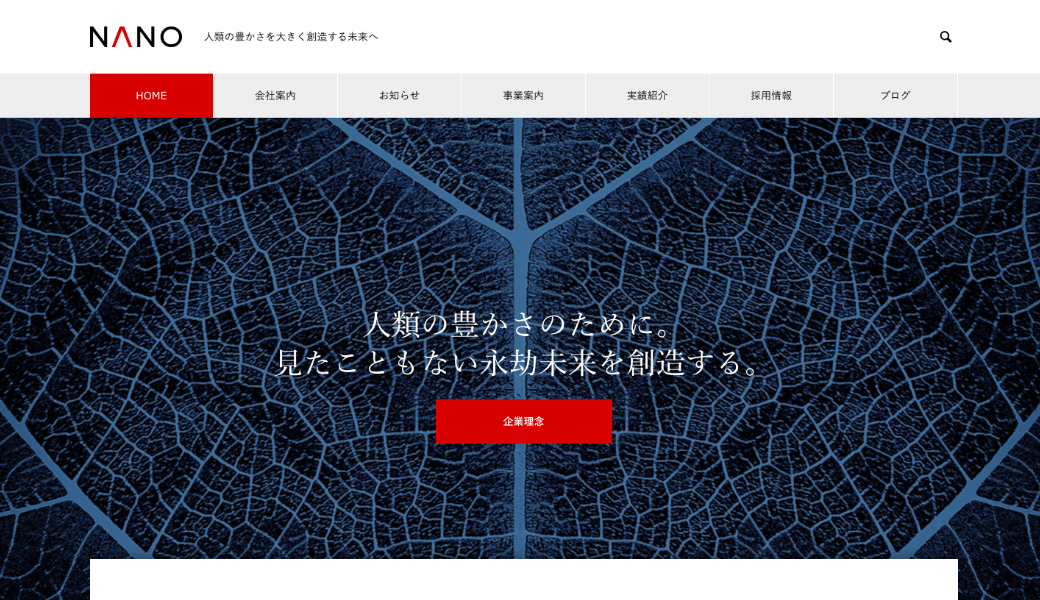 NANO
人類の豊かさを大きく創造する未来へ
HOME
会社案内
お知らせ
事業案内
実績紹介
採用情報
ブログ
人類の豊かさのために。
見たこともない永劫未来を創造する。
企業理念